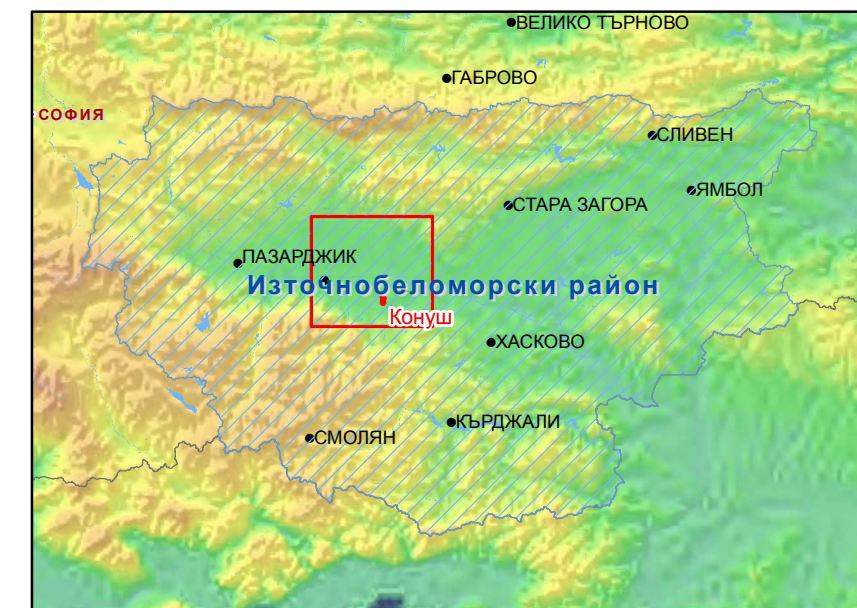 ВЕЛИКО ТЪРНОВО
ГАБРОВО
СОФИЯ
СЛИВЕН
ЯМБОЛ
СТАРА ЗАГОРА
ПАЗАРДЖИК
Източнобеломорски район
Конуш
ХАСКОВО
КЪРДЖАЛИ
СМОЛЯН